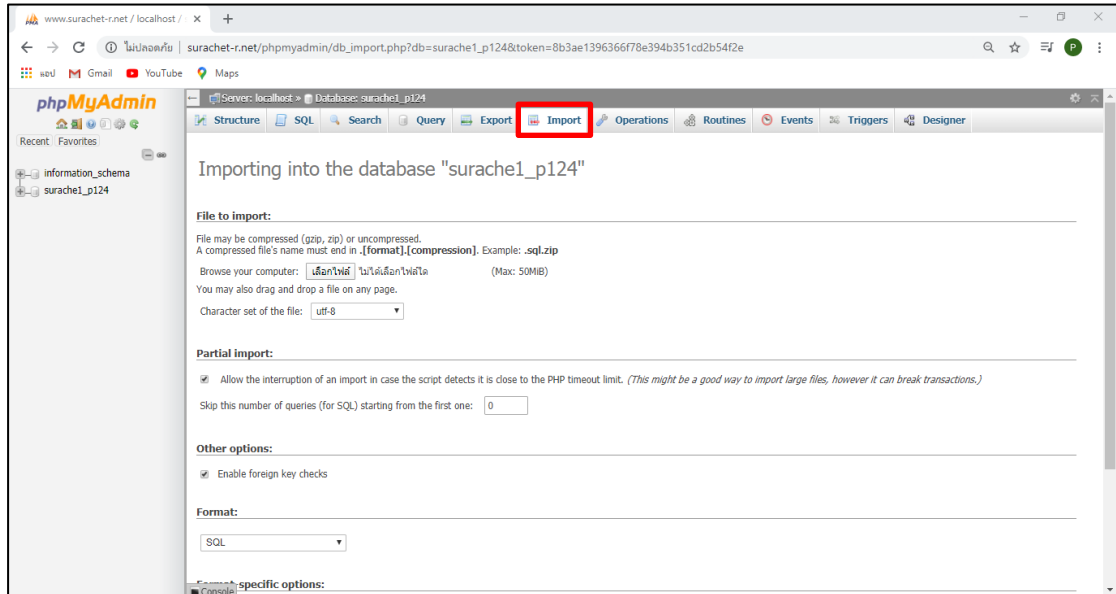 www.surachet-r.net / localhost /
ไม่ปลอดภัย surachet-r.net/phpmyadmin/db_import.php?db=surache1_p124&token=8b3ae1396366f78e394b351cd2b54f2e
P
แอป Gmail YouTube Maps
phpMyAdmin
Recent Favorites
information_schema
surache1_p124
Server: localhost » Database: surache1_p124
Structure SQL Search Query Export Import Operations Routines Events Triggers Designer
Importing into the database "surache1_p124"
File to import:
File may be compressed (gzip, zip) or uncompressed.
A compressed file's name must end in .[format].[compression]. Example: .sql.zip
Browse your computer: เลือกไฟล์ ไม่ได้เลือกไฟล์ใด (Max: 50MiB)
You may also drag and drop a file on any page.
Character set of the file: utf-8
Partial import:
Allow the interruption of an import in case the script detects it is close to the PHP timeout limit. (This might be a good way to import large files, however it can break transactions.)
Skip this number of queries (for SQL) starting from the first one: 0
Other options:
Enable foreign key checks
Format:
SQL
Format-specific options:
Console